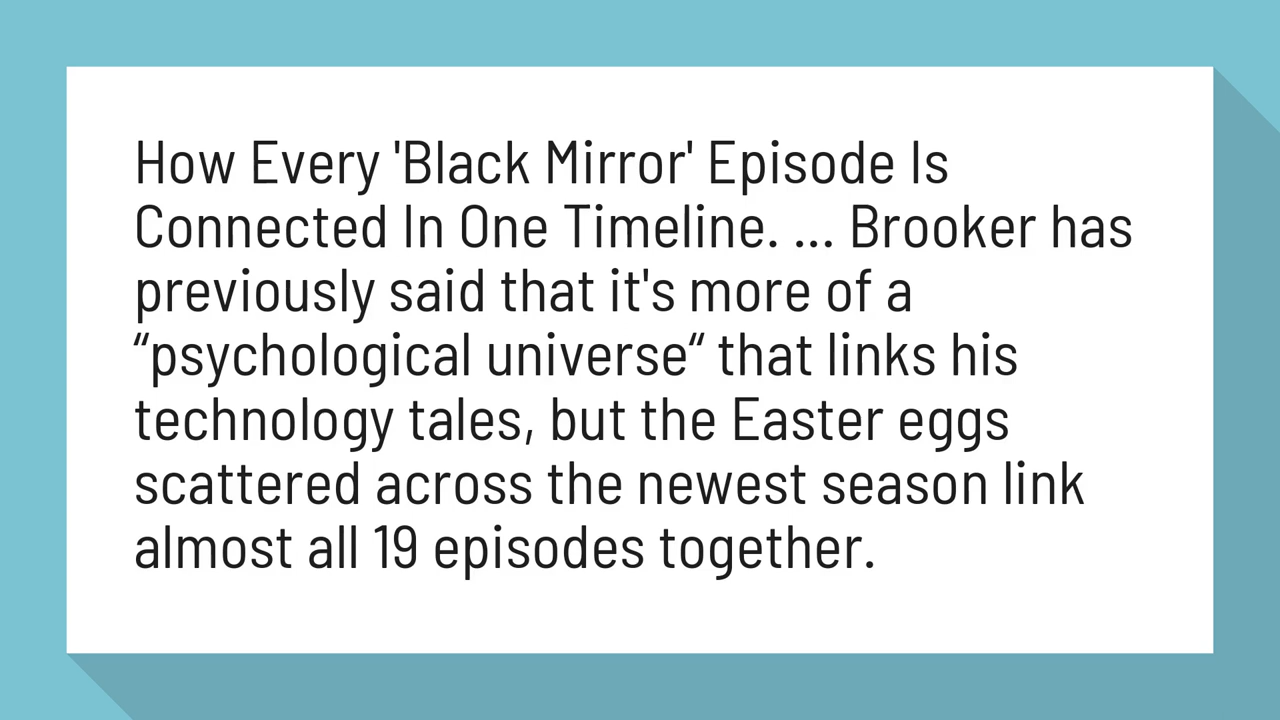 How Every 'Black Mirror' Episode Is
Connected In One Timeline. ... Brooker has
previously said that it's more of a
“psychological universe“ that links his
technology tales, but the Easter eggs
scattered across the newest season link
almost all 19 episodes together.